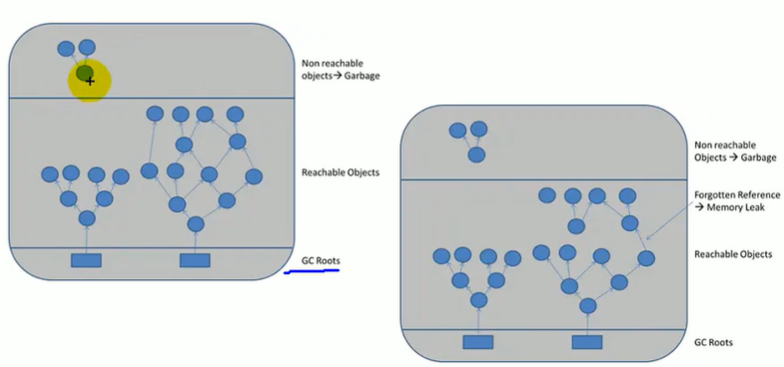 Non reachable
objects→ Garbage
Reachable Objects
GC Roots
Non reachable
Objects → Garbage
Forgotten Reference
→ Memory Leak
Reachable Objects
GC Roots